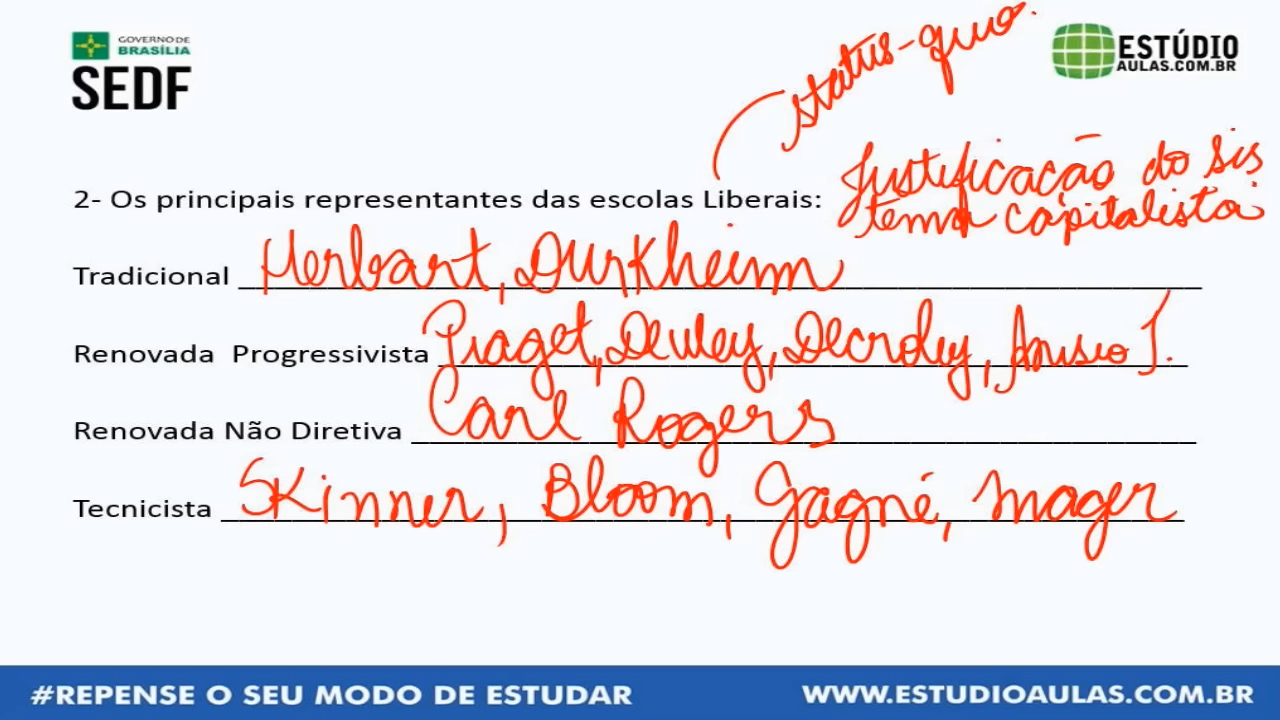 GOVERNO DE
BRASÍLIA
SEDF
status-quo.
ESTÚDIO
AULAS.COM.BR
Justificação do sis
tema capitalista
2- Os principais representantes das escolas Liberais:
Tradicional Herbart, Durkheim
Renovada Progressivista Piaget, Dewey, Decroley, Anisio T.
Renovada Não Diretiva Carl Rogers
Tecnicista Skinner, Bloom, Gagné, Mager
#REPENSE O SEU MODO DE ESTUDAR
WWW.ESTUDIOAULAS.COM.BR